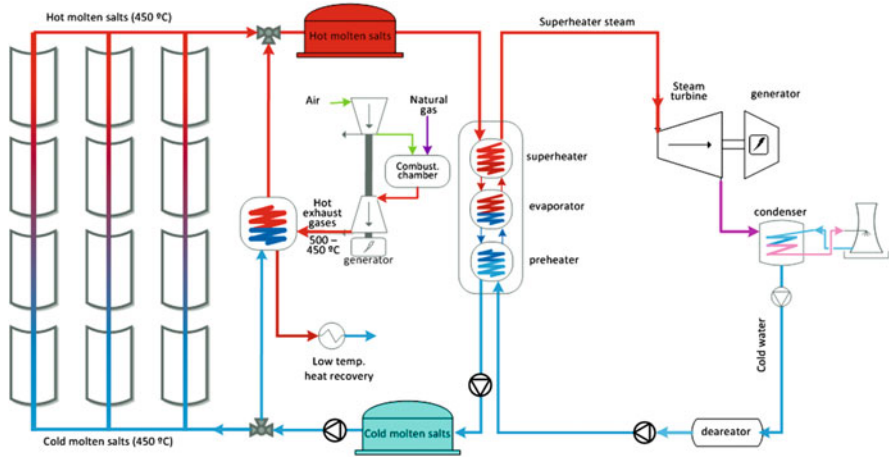 Hot molten salts (450 ºC)
Hot molten salts
Superheater steam
Air
Natural
gas
Combust.
chamber
Hot
exhaust
gases
500 –
450 ºC
generator
superheater
evaporator
preheater
Steam
turbine
generator
condenser
Cold water
Low temp.
heat recovery
Cold molten salts (450 ºC)
Cold molten salts
deareator